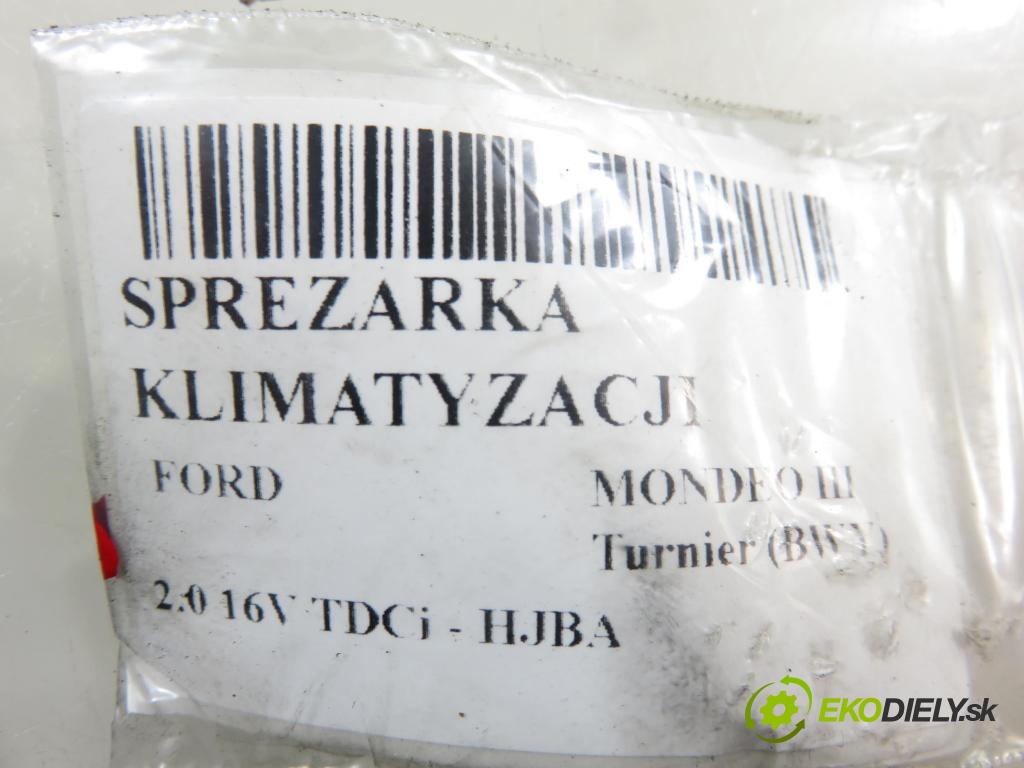 SPREZARKA
KLIMATYZACJI
FORD MONDEO III
Turnier (BWY)
2.0 16V TDCi - HJBA
EKODIELY.sk